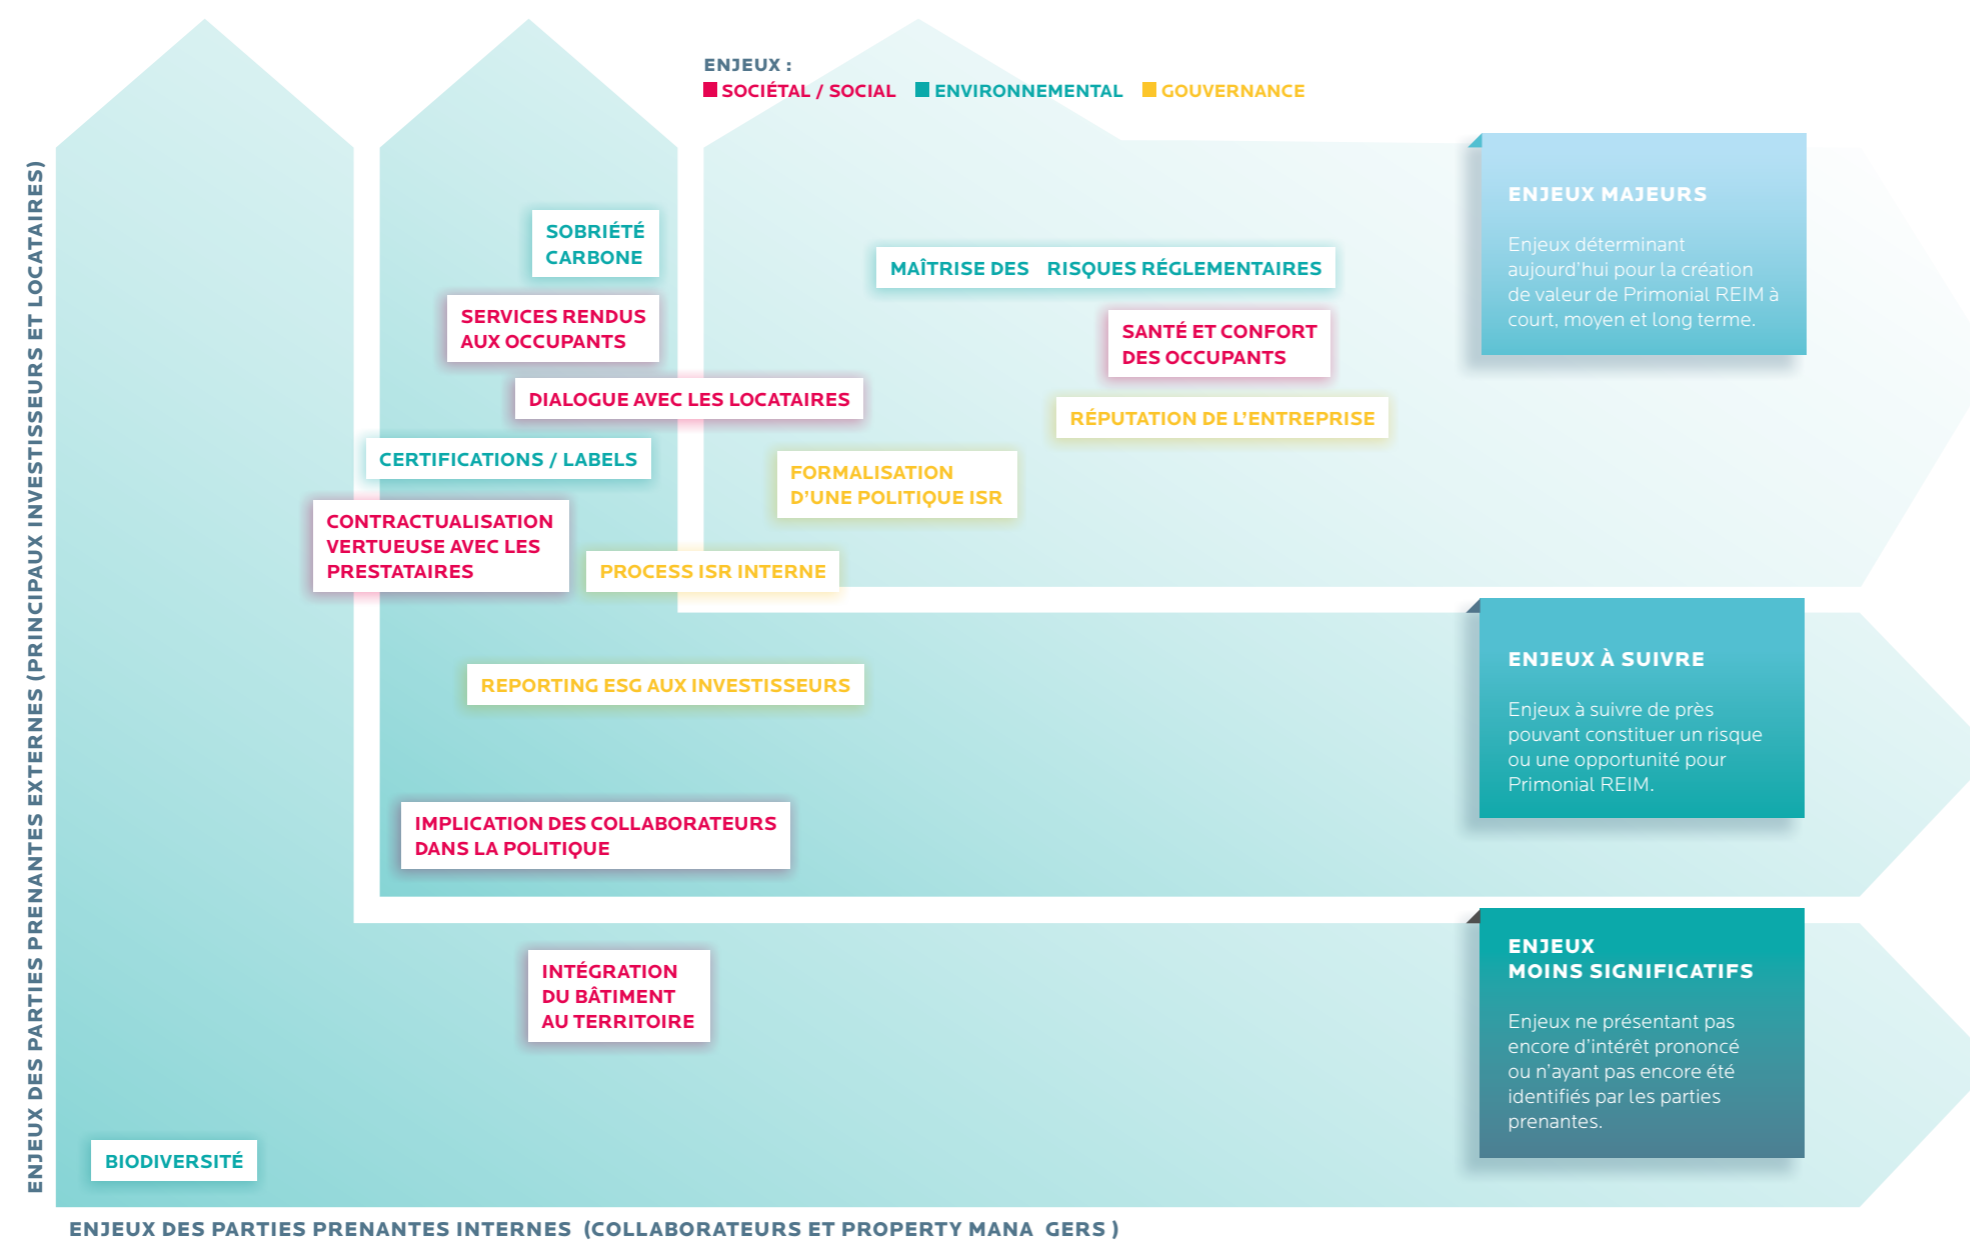 ENJEUX :
SOCIÉTAL / SOCIAL ENVIRONNEMENTAL GOUVERNANCE
ENJEUX DES PARTIES PRENANTES EXTERNES (PRINCIPAUX INVESTISSEURS ET LOCATAIRES)
SOBRIÉTÉ
CARBONE
MAÎTRISE DES RISQUES RÉGLEMENTAIRES
SERVICES RENDUS
AUX OCCUPANTS
SANTÉ ET CONFORT
DES OCCUPANTS
DIALOGUE AVEC LES LOCATAIRES
RÉPUTATION DE L’ENTREPRISE
CERTIFICATIONS / LABELS
FORMALISATION
D’UNE POLITIQUE ISR
CONTRACTUALISATION
VERTUEUSE AVEC LES
PRESTATAIRES
PROCESS ISR INTERNE
REPORTING ESG AUX INVESTISSEURS
IMPLICATION DES COLLABORATEURS
DANS LA POLITIQUE
INTÉGRATION
DU BÂTIMENT
AU TERRITOIRE
BIODIVERSITÉ
ENJEUX MAJEURS
Enjeux déterminant
aujourd’hui pour la création
de valeur de Primonial REIM à
court, moyen et long terme.
ENJEUX À SUIVRE
Enjeux à suivre de près
pouvant constituer un risque
ou une opportunité pour
Primonial REIM.
ENJEUX
MOINS SIGNIFICATIFS
Enjeux ne présentant pas
encore d’intérêt prononcé
ou n’ayant pas encore été
identifiés par les parties
prenantes.
ENJEUX DES PARTIES PRENANTES INTERNES (COLLABORATEURS ET PROPERTY MANA GERS )